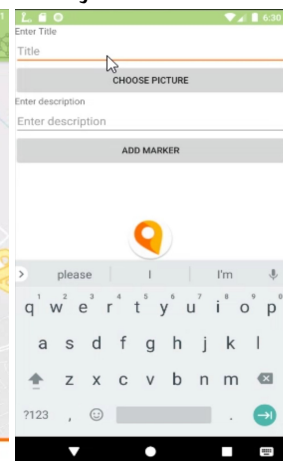 6:30
Enter Title
Title
CHOOSE PICTURE
Enter description
Enter description
ADD MARKER
please I I'm
1 2 3 4 5 6 7 8 9 0
q w e r t y u i o p
a s d f g h j k l
z x c v b n m
?123 , .